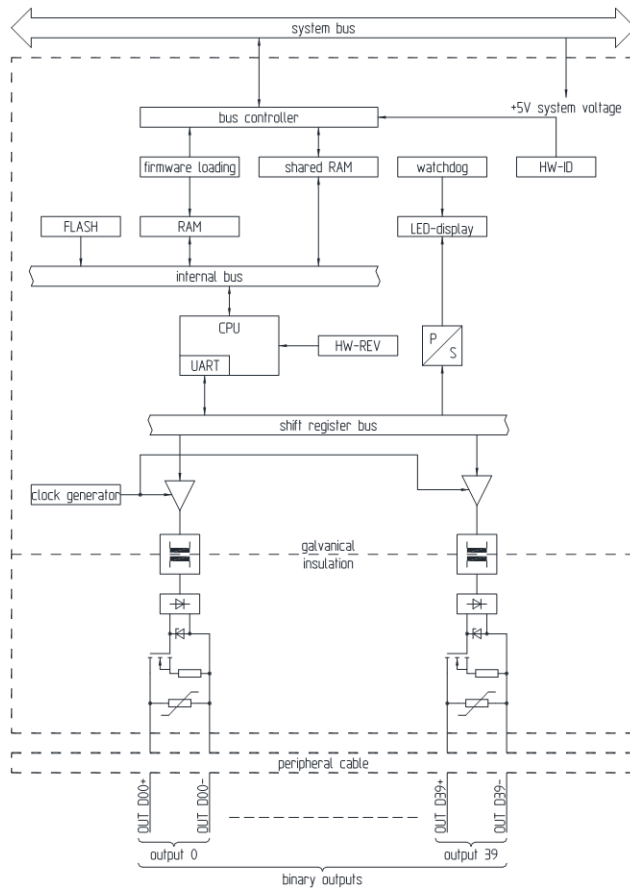 system bus
+5V system voltage
bus controller
firmware loading
shared RAM
watchdog
HW-ID
FLASH
RAM
LED-display
internal bus
CPU
UART
HW-REV
P
S
shift register bus
clock generator
galvanical
insulation
peripheral cable
OUT D00+
OUT D00-
OUT D39+
OUT D39-
output 0
output 39
binary outputs